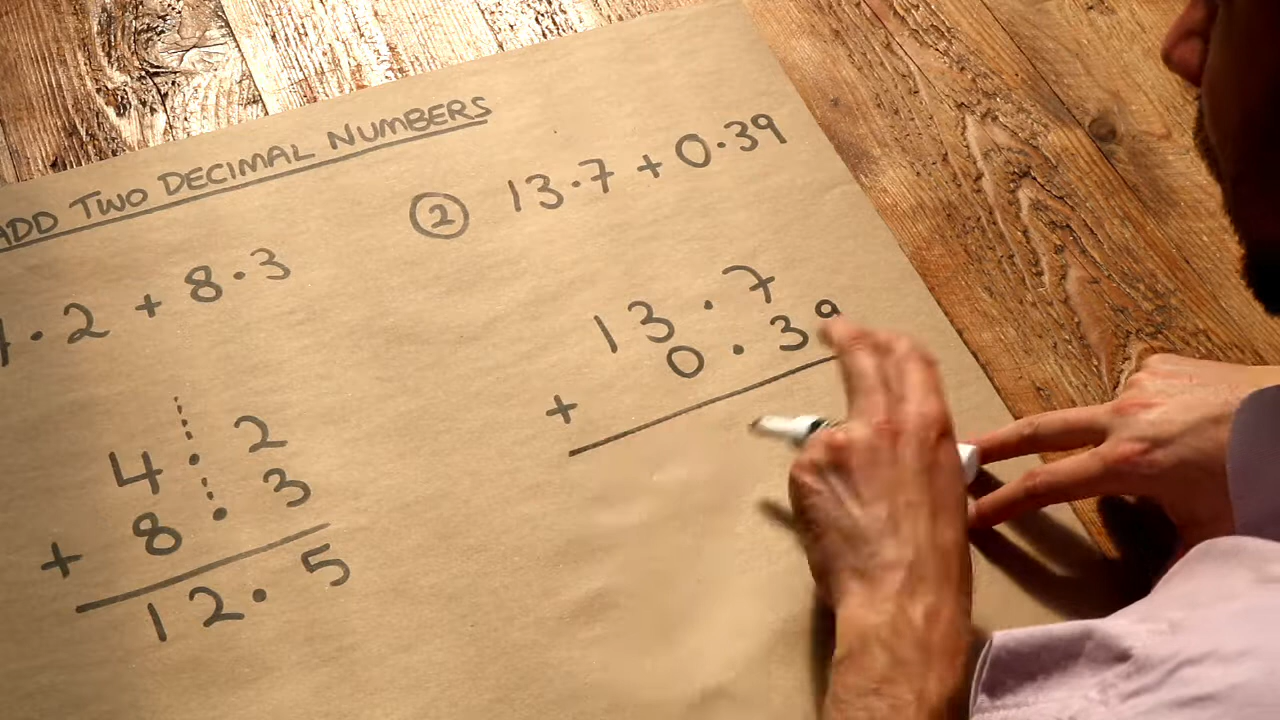 ADD TWO DECIMAL NUMBERS
4·2 + 8·3
4·2
+ 8·3
12·5
② 13·7 + 0·39
13·7
+ 0·39